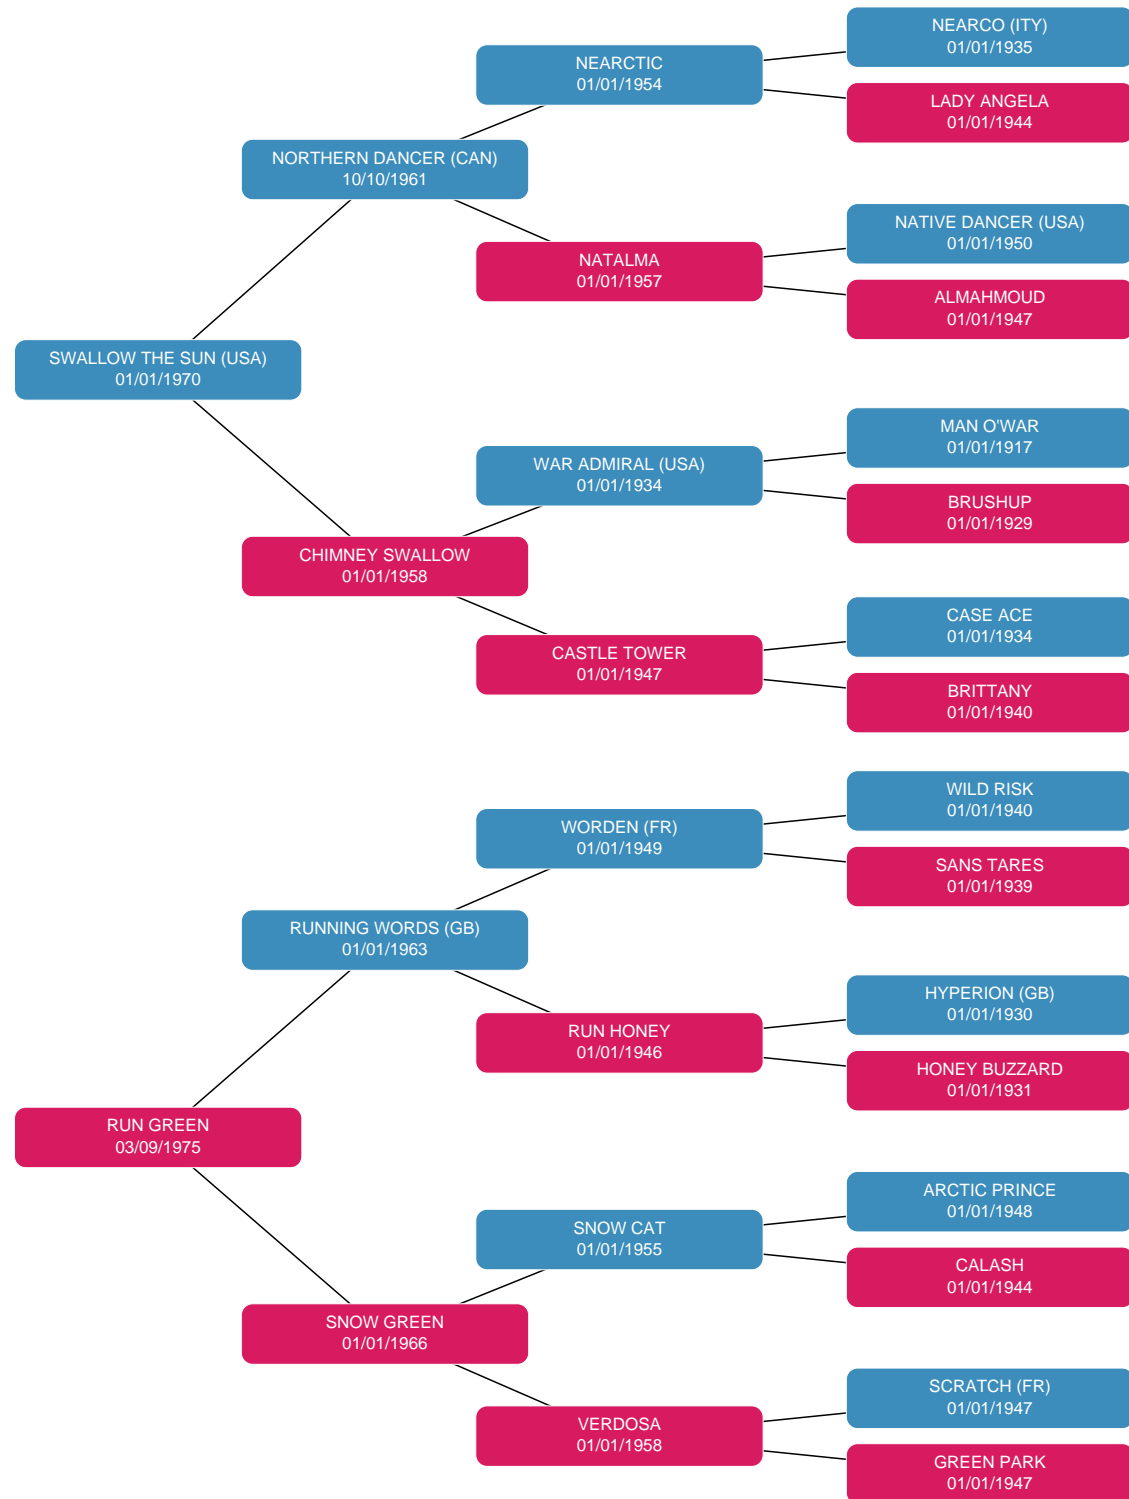 NEARCO (ITY)
01/01/1935
NEARCTIC
01/01/1954
LADY ANGELA
01/01/1944
NORTHERN DANCER (CAN)
10/10/1961
NATIVE DANCER (USA)
01/01/1950
NATALMA
01/01/1957
ALMAHMOUD
01/01/1947
SWALLOW THE SUN (USA)
01/01/1970
MAN O'WAR
01/01/1917
WAR ADMIRAL (USA)
01/01/1934
BRUSHUP
01/01/1929
CHIMNEY SWALLOW
01/01/1958
CASE ACE
01/01/1934
CASTLE TOWER
01/01/1947
BRITTANY
01/01/1940
WILD RISK
01/01/1940
WORDEN (FR)
01/01/1949
SANS TARES
01/01/1939
RUNNING WORDS (GB)
01/01/1963
HYPERION (GB)
01/01/1930
RUN HONEY
01/01/1946
HONEY BUZZARD
01/01/1931
RUN GREEN
03/09/1975
ARCTIC PRINCE
01/01/1948
SNOW CAT
01/01/1955
CALASH
01/01/1944
SNOW GREEN
01/01/1966
SCRATCH (FR)
01/01/1947
VERDOSA
01/01/1958
GREEN PARK
01/01/1947